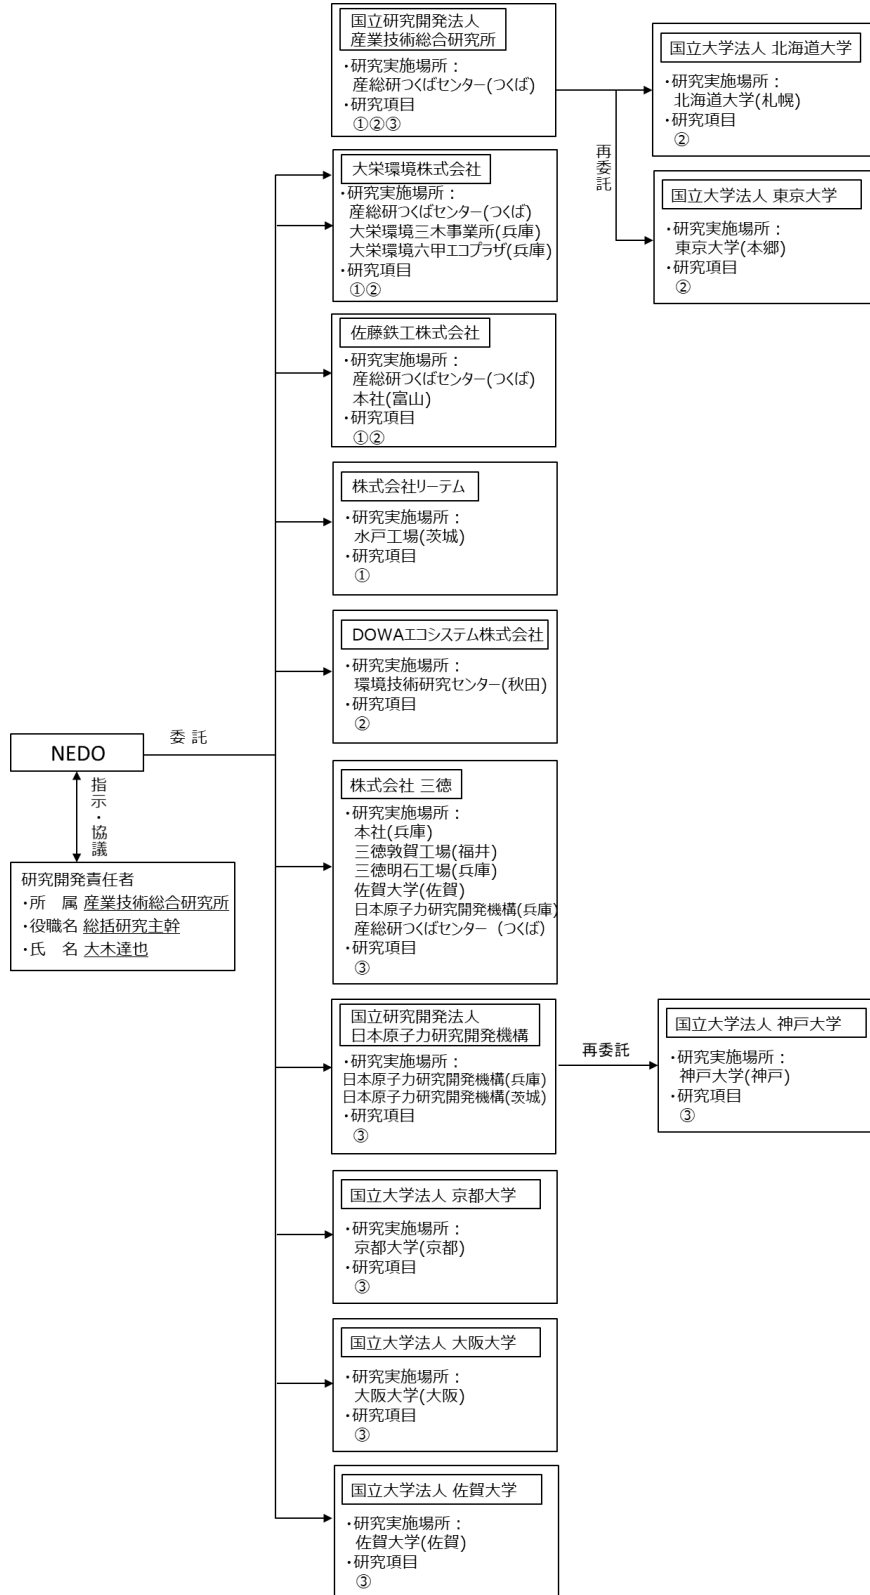 NEDO
委 託
指示・協議
研究開発責任者
・所　属 産業技術総合研究所
・役職名 総括研究主幹
・氏　名 大木達也
国立研究開発法人
産業技術総合研究所
・研究実施場所：
産総研つくばセンター(つくば)
・研究項目
①②③
再委託
国立大学法人 北海道大学
・研究実施場所：
北海道大学(札幌)
・研究項目
②
国立大学法人 東京大学
・研究実施場所：
東京大学(本郷)
・研究項目
②
大栄環境株式会社
・研究実施場所：
産総研つくばセンター(つくば)
大栄環境三木事業所(兵庫)
大栄環境六甲エコプラザ(兵庫)
・研究項目
①②
佐藤鉄工株式会社
・研究実施場所：
産総研つくばセンター(つくば)
本社(富山)
・研究項目
①②
株式会社リーテム
・研究実施場所：
水戸工場(茨城)
・研究項目
①
DOWAエコシステム株式会社
・研究実施場所：
環境技術研究センター(秋田)
・研究項目
②
株式会社 三徳
・研究実施場所：
本社(兵庫)
三徳敦賀工場(福井)
三徳明石工場(兵庫)
佐賀大学(佐賀)
日本原子力研究開発機構(兵庫)
産総研つくばセンター（つくば）
・研究項目
③
国立研究開発法人
日本原子力研究開発機構
・研究実施場所：
日本原子力研究開発機構(兵庫)
日本原子力研究開発機構(茨城)
・研究項目
③
再委託
国立大学法人 神戸大学
・研究実施場所：
神戸大学(神戸)
・研究項目
③
国立大学法人 京都大学
・研究実施場所：
京都大学(京都)
・研究項目
③
国立大学法人 大阪大学
・研究実施場所：
大阪大学(大阪)
・研究項目
③
国立大学法人 佐賀大学
・研究実施場所：
佐賀大学(佐賀)
・研究項目
③